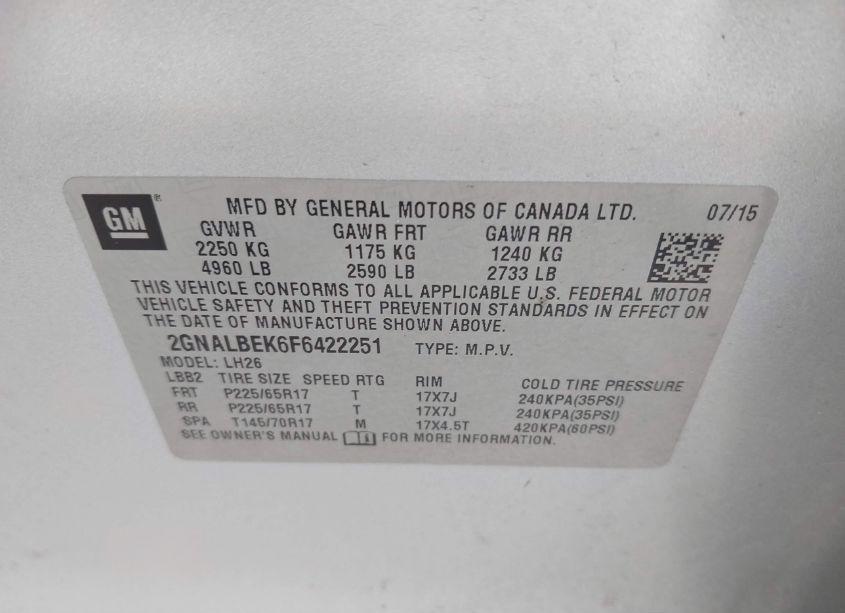 GM ® MFD BY GENERAL MOTORS OF CANADA LTD. 07/15
GVWR GAWR FRT GAWR RR
2250 KG 1175 KG 1240 KG
4960 LB 2590 LB 2733 LB
THIS VEHICLE CONFORMS TO ALL APPLICABLE U.S. FEDERAL MOTOR
VEHICLE SAFETY AND THEFT PREVENTION STANDARDS IN EFFECT ON
THE DATE OF MANUFACTURE SHOWN ABOVE.
2GNALBEK6F6422251 TYPE: M.P.V.
MODEL: LH26
LBB2 TIRE SIZE SPEED RTG RIM COLD TIRE PRESSURE
FRT P225/65R17 T 17X7J 240KPA(35PSI)
RR P225/65R17 T 17X7J 240KPA(35PSI)
SPA T145/70R17 M 17X4.5T 420KPA(60PSI)
SEE OWNER'S MANUAL FOR MORE INFORMATION.